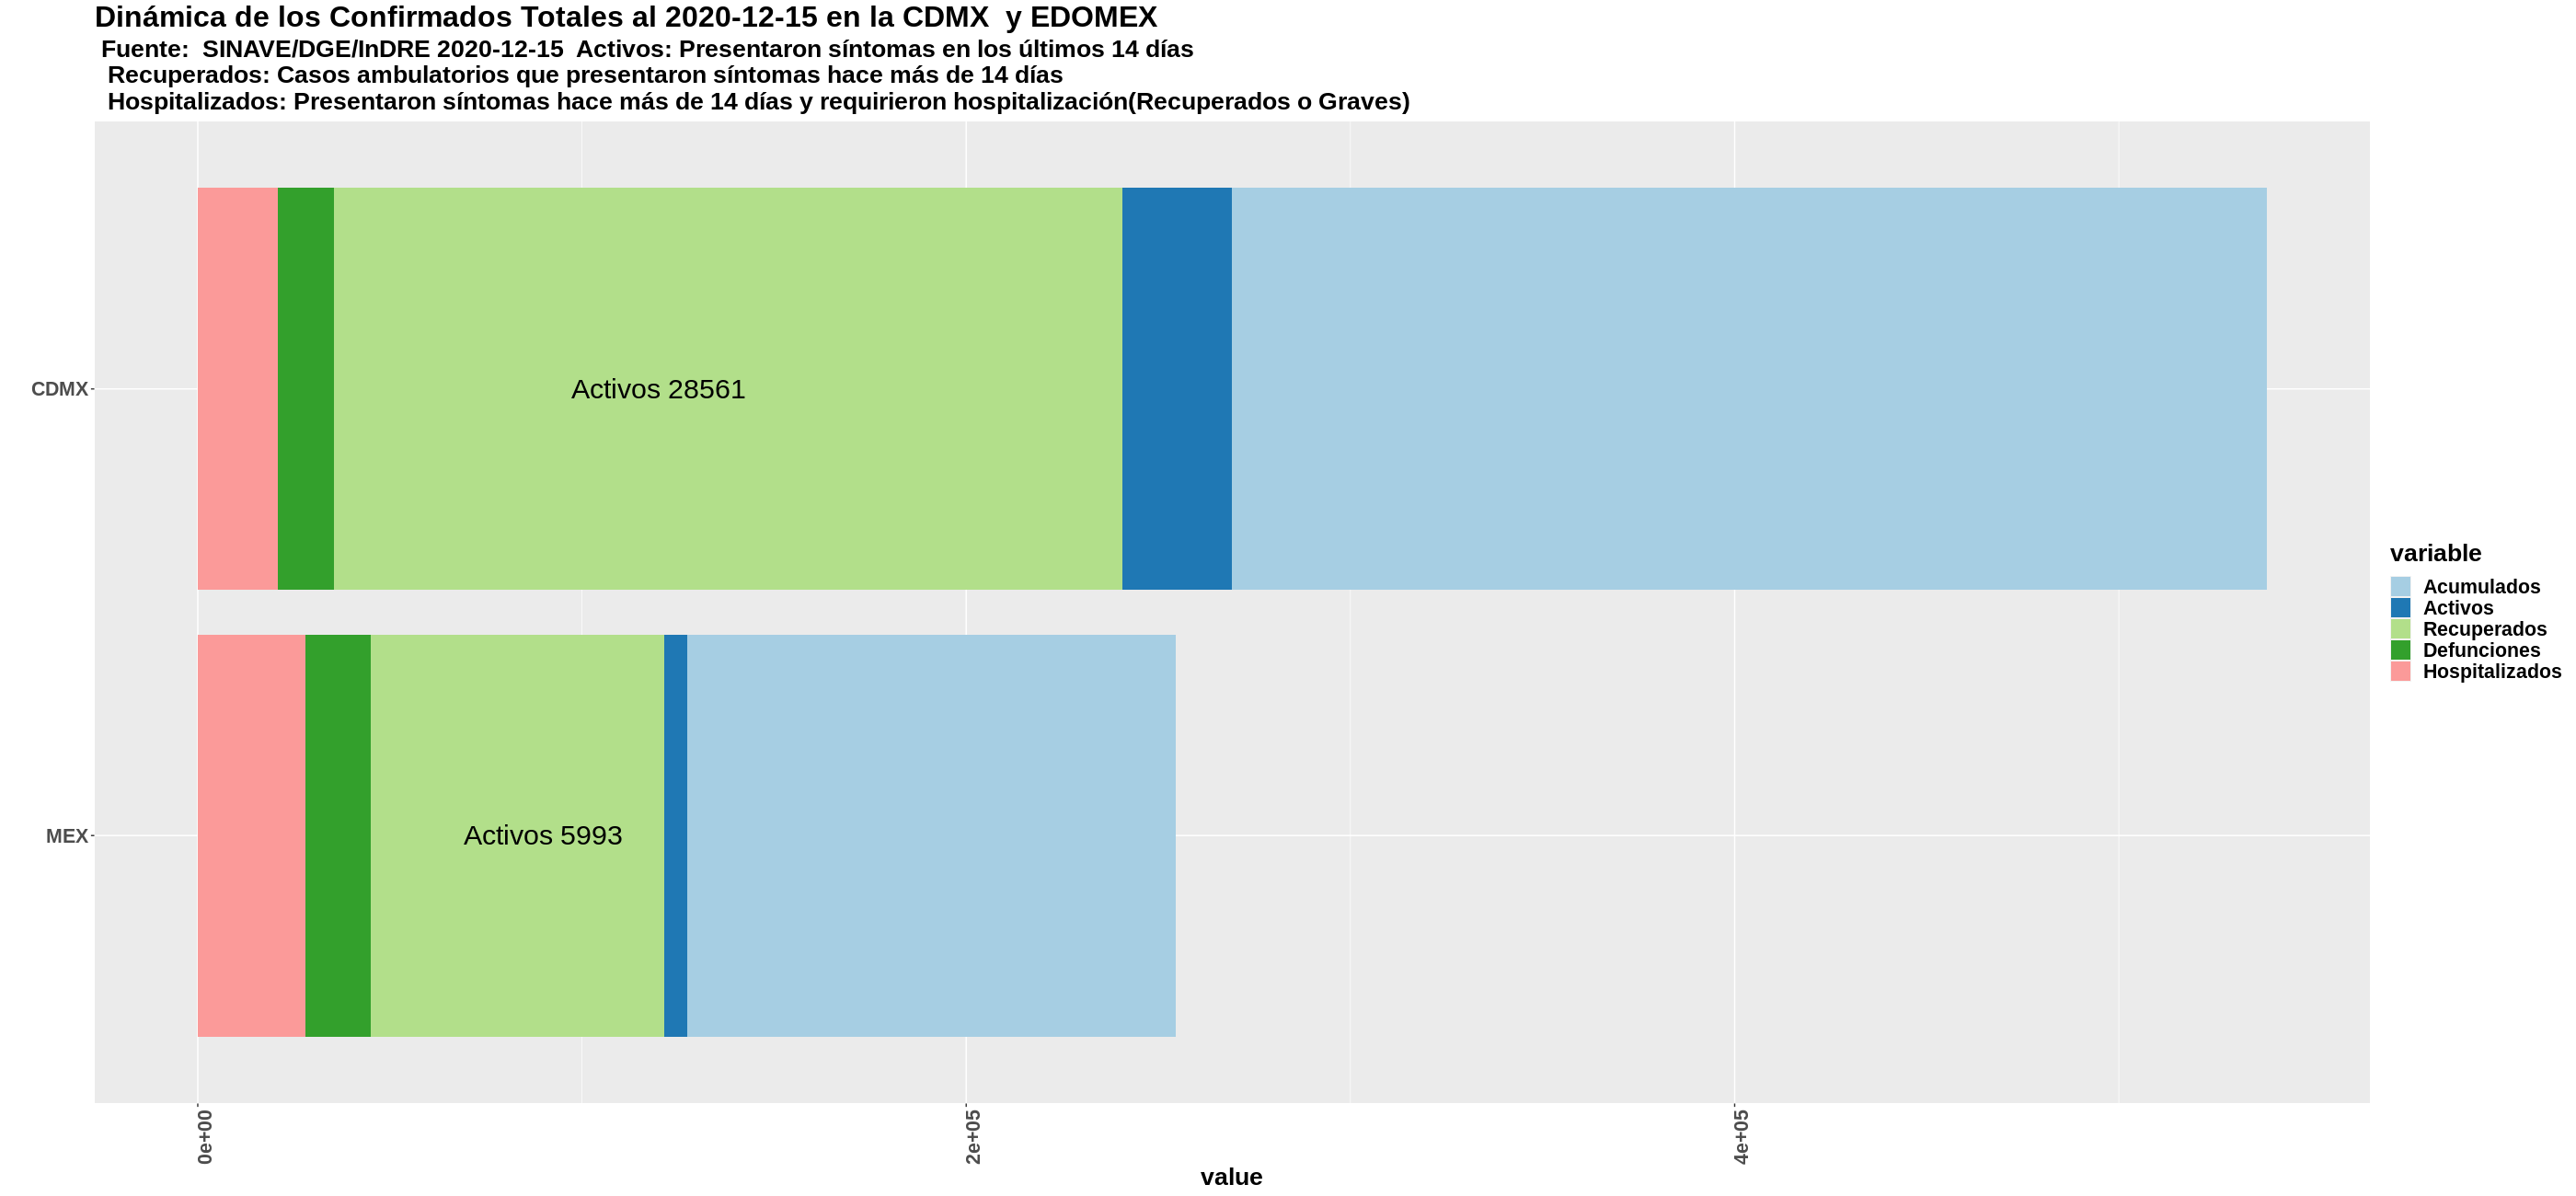 Dinámica de los Confirmados Totales al 2020-12-15 en la CDMX  y EDOMEX
Fuente:  SINAVE/DGE/InDRE 2020-12-15  Activos: Presentaron síntomas en los últimos 14 días
Recuperados: Casos ambulatorios que presentaron síntomas hace más de 14 días
Hospitalizados: Presentaron síntomas hace más de 14 días y requirieron hospitalización(Recuperados o Graves)
CDMX
Activos 28561
MEX
Activos 5993
0e+00
2e+05
4e+05
value
variable
Acumulados
Activos
Recuperados
Defunciones
Hospitalizados